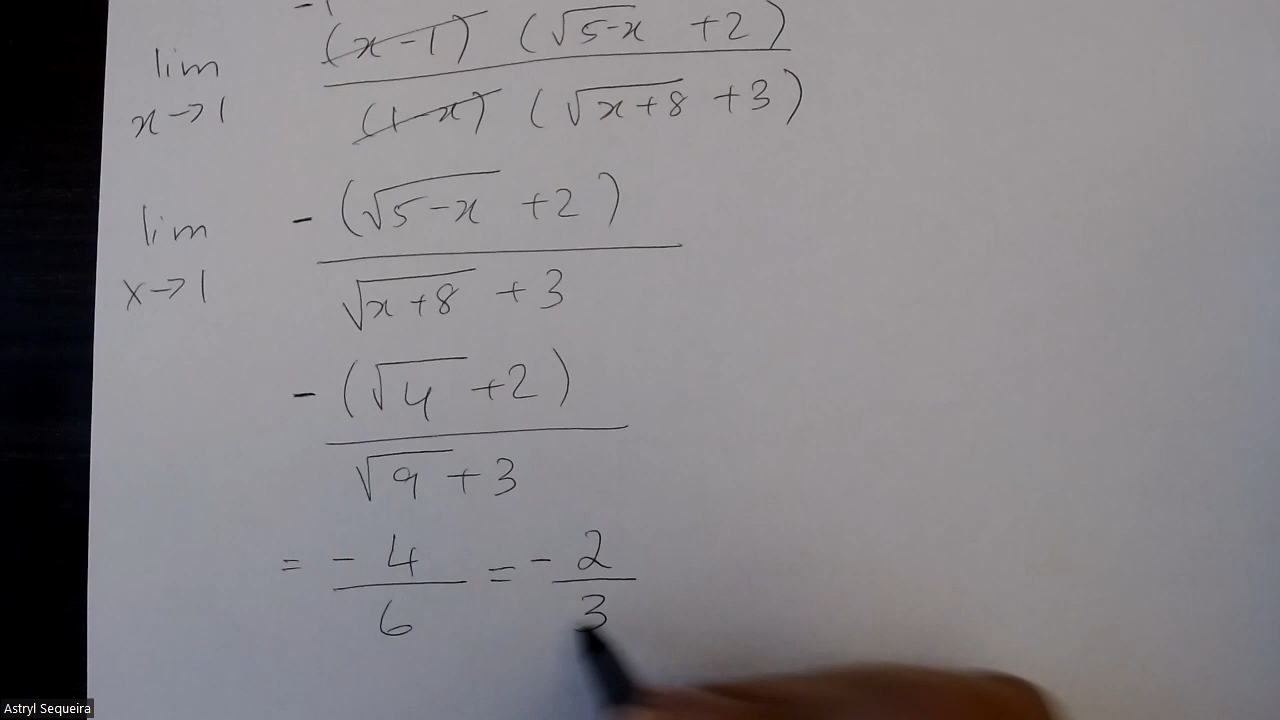 -1
lim (x-1) (√5-x +2)
x→1 (1-x) (√x+8 +3)
lim - (√5-x +2)
x→1 √x+8 +3
- (√4 +2)
√9 + 3
= - 4 = - 2
6 3
Astryl Sequeira